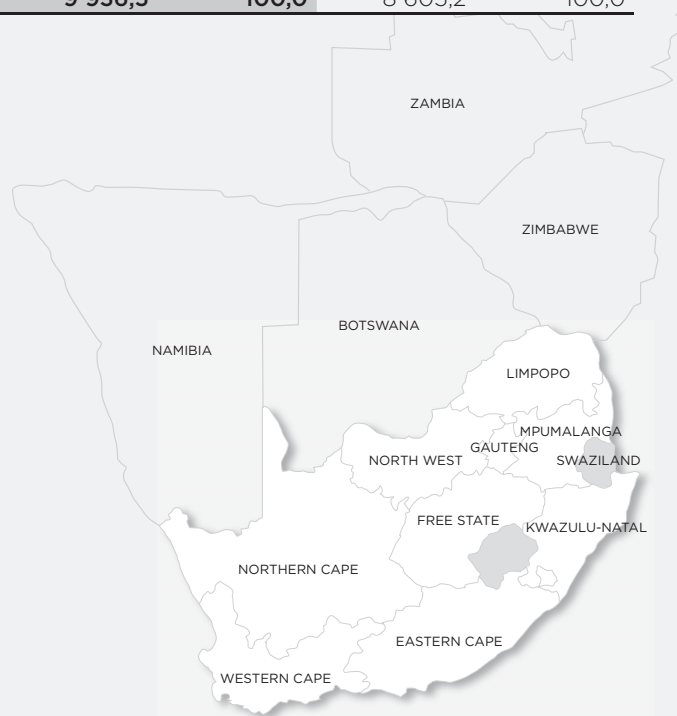 9 938,5 100,0 8 605,2 100,0
ZAMBIA
ZIMBABWE
BOTSWANA
NAMIBIA
LIMPOPO
MPUMALANGA
GAUTENG
NORTH WEST
SWAZILAND
FREE STATE
KWAZULU-NATAL
NORTHERN CAPE
EASTERN CAPE
WESTERN CAPE